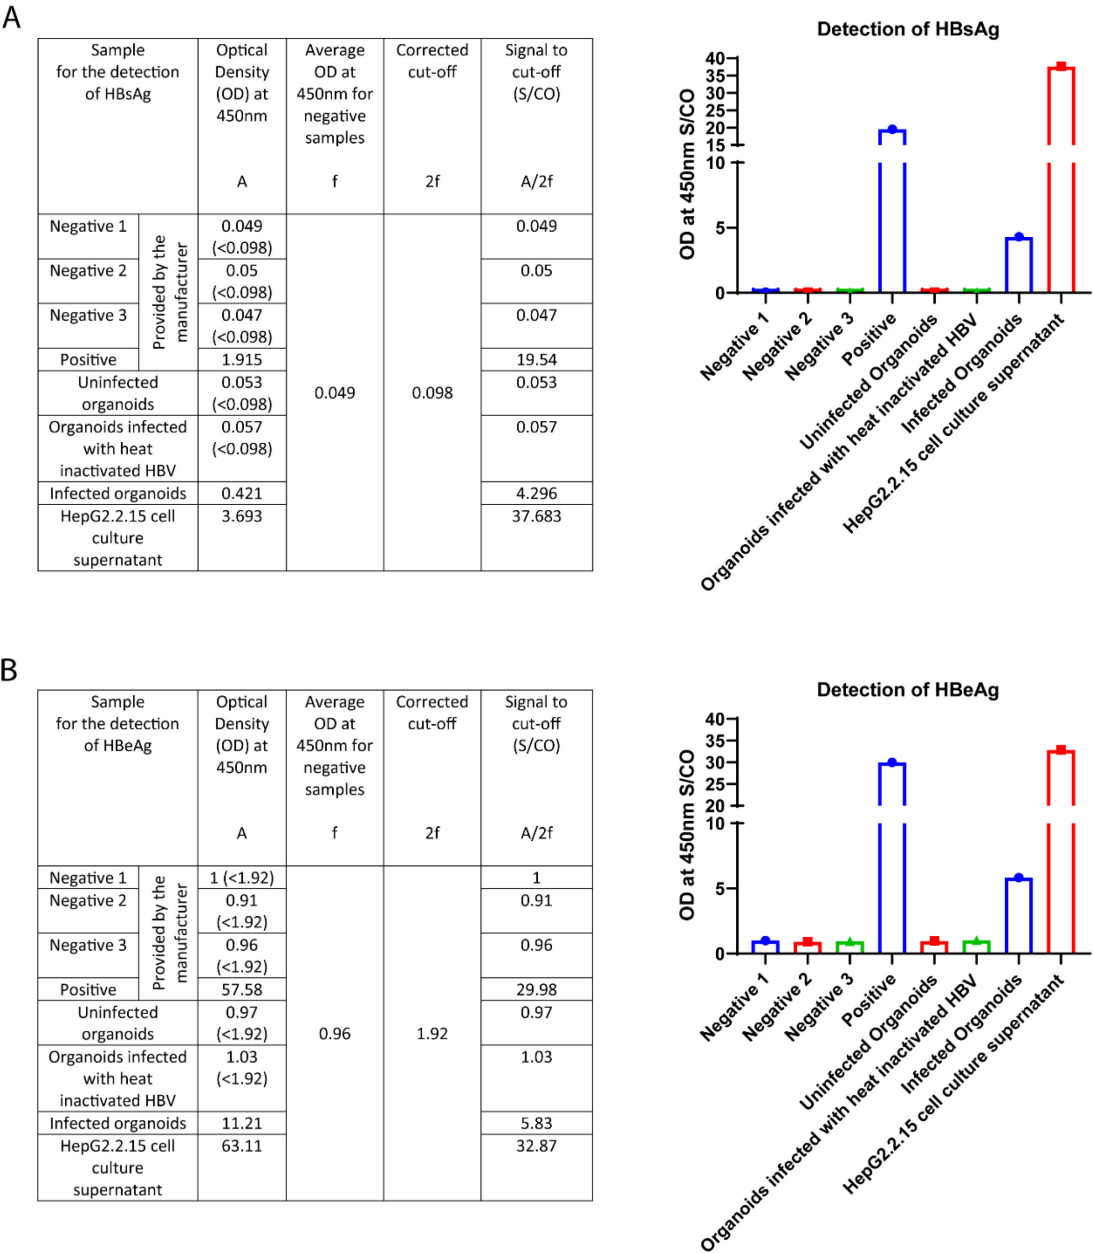 A
Sample
for the detection
of HBsAg
Optical
Density
(OD) at
450nm
A
Average
OD at
450nm for
negative
samples
f
Corrected
cut-off
2f
Signal to
cut-off
(S/CO)
A/2f
Provided by the
manufacturer
Negative 1
0.049
(<0.098)
0.049
Negative 2
0.05
(<0.098)
0.05
Negative 3
0.047
(<0.098)
0.047
Positive
1.915
19.54
Uninfected
organoids
0.053
(<0.098)
0.049
0.098
0.053
Organoids infected
with heat
inactivated HBV
0.057
(<0.098)
0.057
Infected organoids
0.421
4.296
HepG2.2.15 cell
culture
supernatant
3.693
37.683
Detection of HBsAg
OD at 450nm S/CO
40
35
30
25
20
15
10
5
0
Negative 1
Negative 2
Negative 3
Positive
Uninfected Organoids
Organoids infected with heat inactivated HBV
Infected Organoids
HepG2.2.15 cell culture supernatant
B
Sample
for the detection
of HBeAg
Optical
Density
(OD) at
450nm
A
Average
OD at
450nm for
negative
samples
f
Corrected
cut-off
2f
Signal to
cut-off
(S/CO)
A/2f
Provided by the
manufacturer
Negative 1
1 (<1.92)
1
Negative 2
0.91
(<1.92)
0.91
Negative 3
0.96
(<1.92)
0.96
Positive
57.58
29.98
Uninfected
organoids
0.97
(<1.92)
0.96
1.92
0.97
Organoids infected
with heat
inactivated HBV
1.03
(<1.92)
1.03
Infected organoids
11.21
5.83
HepG2.2.15 cell
culture
supernatant
63.11
32.87
Detection of HBeAg
OD at 450nm S/CO
40
35
30
25
20
10
5
0
Negative 1
Negative 2
Negative 3
Positive
Uninfected Organoids
Organoids infected with heat inactivated HBV
Infected Organoids
HepG2.2.15 cell culture supernatant